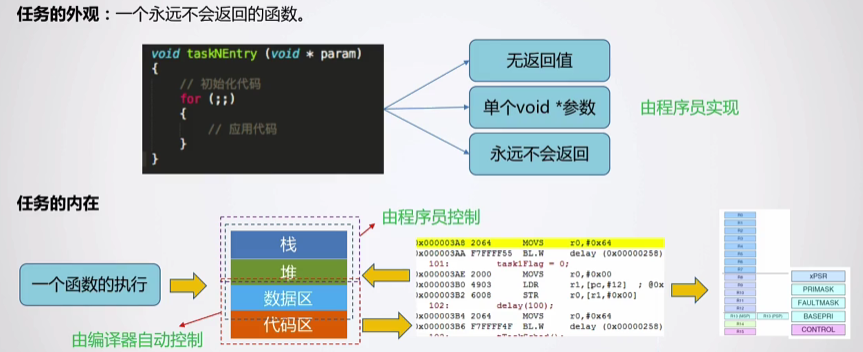 任务的外观：一个永远不会返回的函数。
void taskNEntry (void * param)
{
// 初始化代码
for (;;)
{
// 应用代码
}
}
无返回值
单个void *参数
永远不会返回
由程序员实现
任务的内在
由程序员控制
一个函数的执行
栈
堆
数据区
代码区
由编译器自动控制
0x000003A8 2064 MOVS r0,#0x64
0x000003AA F7FFFF55 BL.W delay (0x00000258)
101: task1Flag = 0;
0x000003AE 2000 MOVS r0,#0x00
0x000003B0 4903 LDR r1,[pc,#12] ; @0x
0x000003B2 6008 STR r0,[r1,#0x00]
102: delay(100);
0x000003B4 2064 MOVS r0,#0x64
0x000003B6 F7FFFF4F BL.W delay (0x00000258)
xPSR
PRIMASK
FAULTMASK
BASEPRI
CONTROL